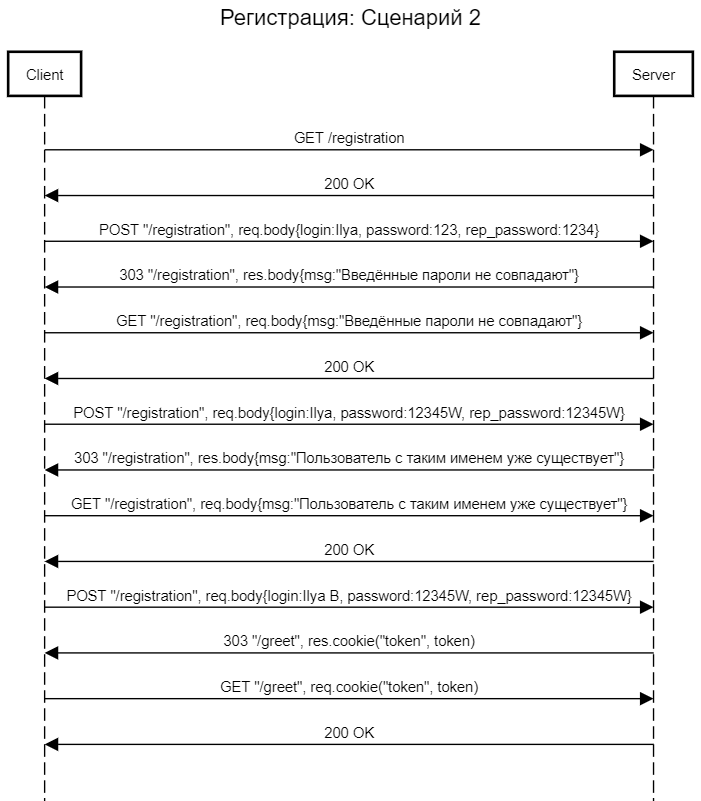 Регистрация: Сценарий 2
Client
Server
GET /registration
200 OK
POST "/registration", req.body{login:Ilya, password:123, rep_password:1234}
303 "/registration", res.body{msg:"Введённые пароли не совпадают"}
GET "/registration", req.body{msg:"Введённые пароли не совпадают"}
200 OK
POST "/registration", req.body{login:Ilya, password:12345W, rep_password:12345W}
303 "/registration", res.body{msg:"Пользователь с таким именем уже существует"}
GET "/registration", req.body{msg:"Пользователь с таким именем уже существует"}
200 OK
POST "/registration", req.body{login:Ilya B, password:12345W, rep_password:12345W}
303 "/greet", res.cookie("token", token)
GET "/greet", req.cookie("token", token)
200 OK